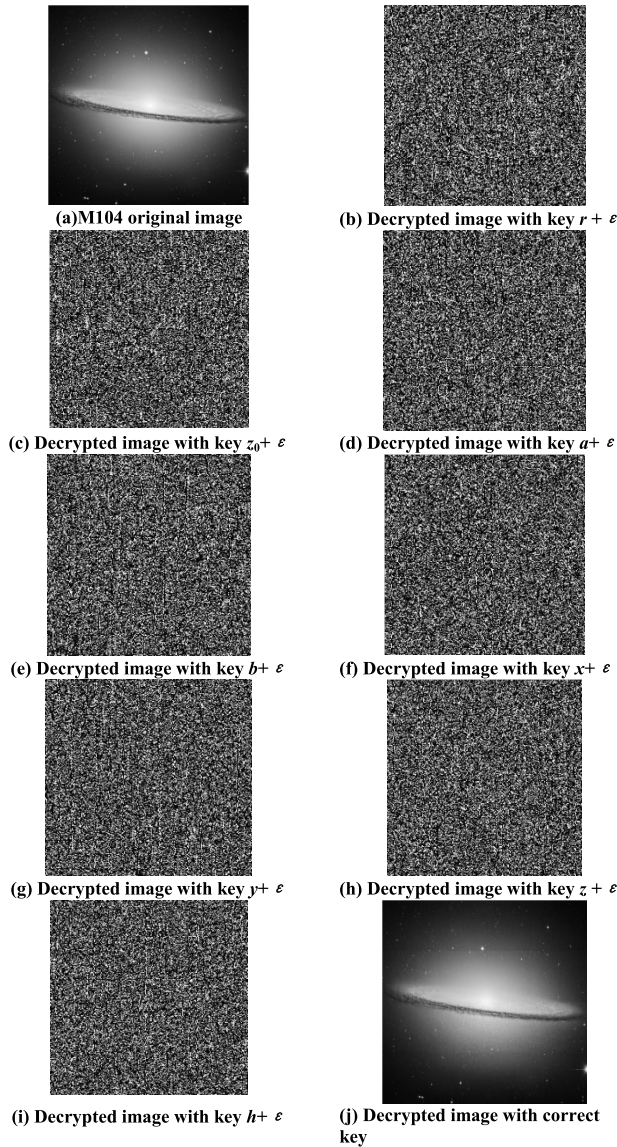 (a)M104 original image
(b) Decrypted image with key r + ε
(c) Decrypted image with key z₀+ ε
(d) Decrypted image with key a+ ε
(e) Decrypted image with key b+ ε
(f) Decrypted image with key x+ ε
(g) Decrypted image with key y+ ε
(h) Decrypted image with key z + ε
(i) Decrypted image with key h+ ε
(j) Decrypted image with correct
key